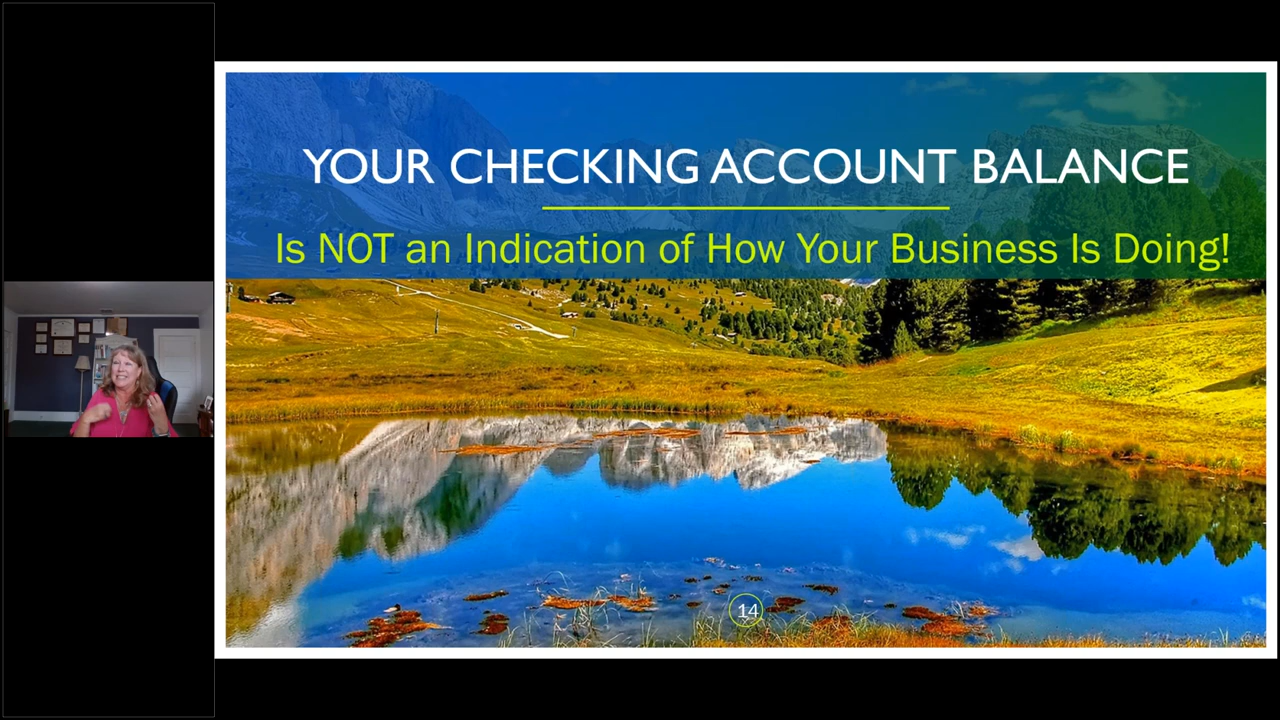 YOUR CHECKING ACCOUNT BALANCE
Is NOT an Indication of How Your Business Is Doing!
14